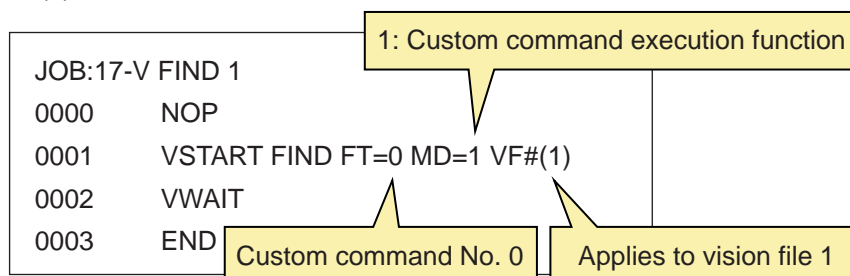 1: Custom command execution function
JOB:17-V FIND 1
0000 NOP
0001 VSTART FIND FT=0 MD=1 VF#(1)
0002 VWAIT
0003 END
Custom command No. 0
Applies to vision file 1